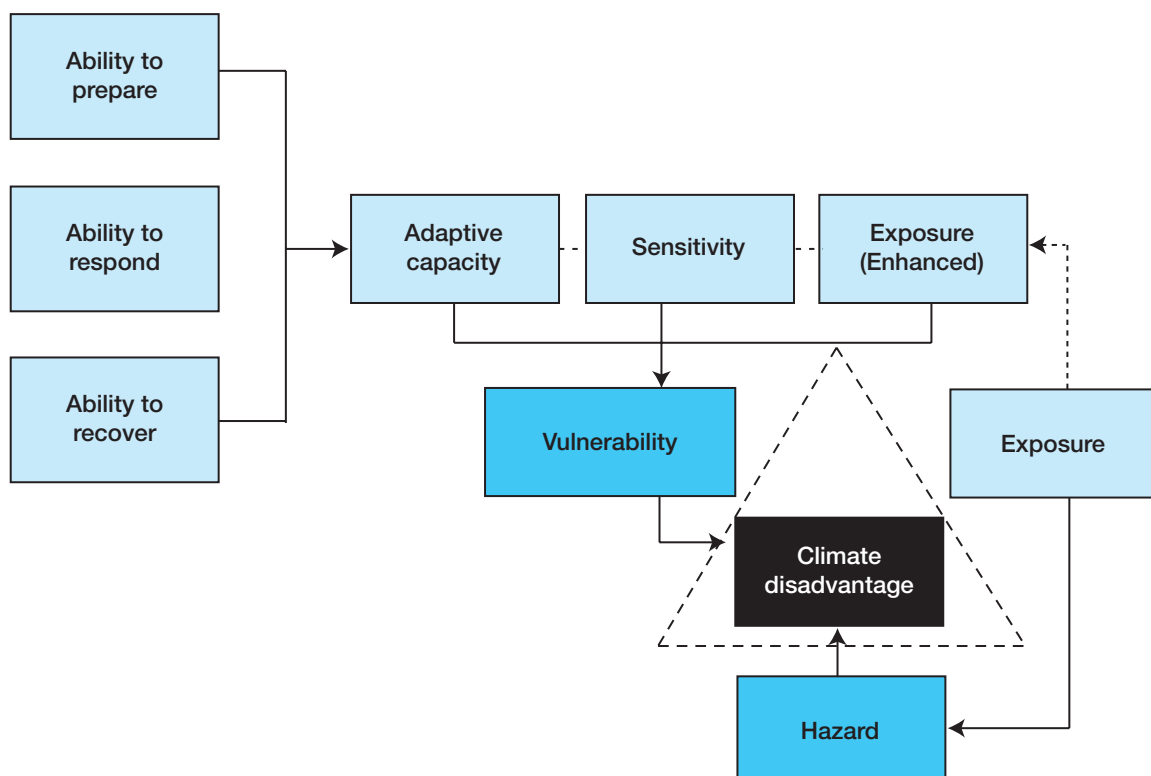 Ability to
prepare
Ability to
respond
Ability to
recover
Adaptive
capacity
Sensitivity
Exposure
(Enhanced)
Vulnerability
Exposure
Climate
disadvantage
Hazard